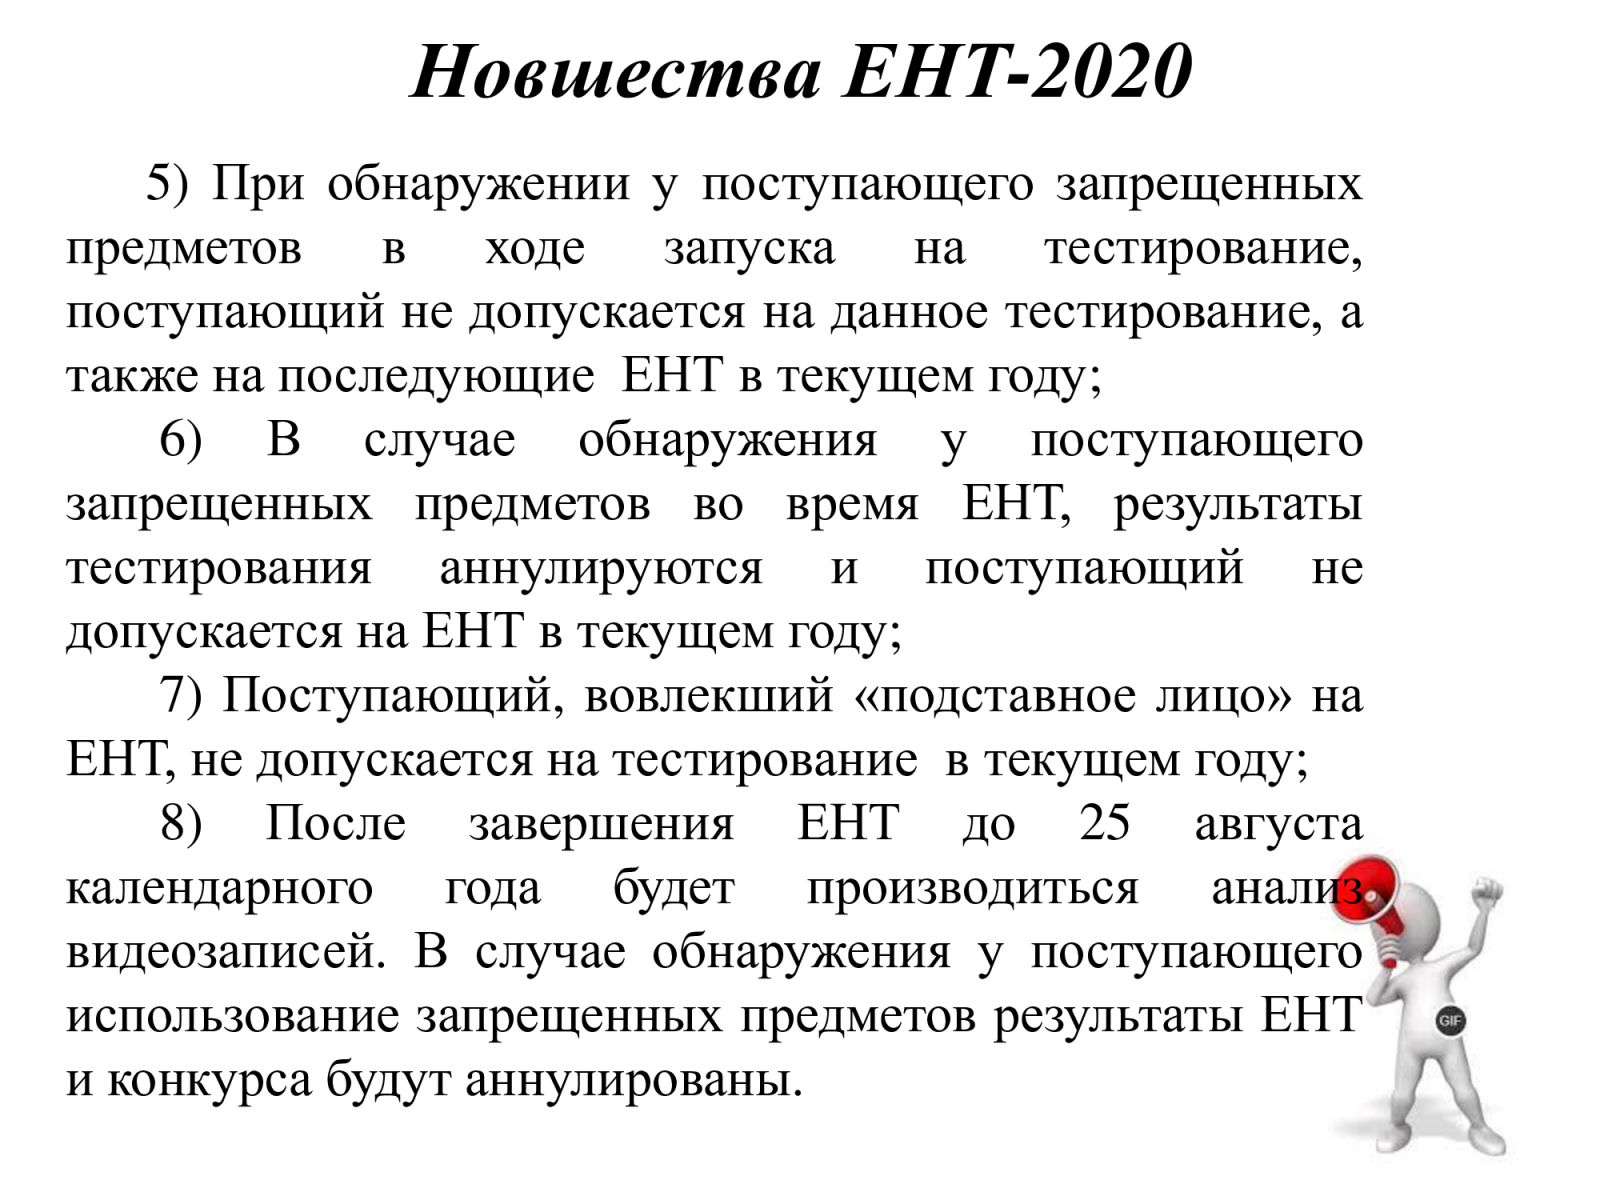 Новшества ЕНТ-2020
5) При обнаружении у поступающего запрещенных
предметов в ходе запуска на тестирование,
поступающий не допускается на данное тестирование, а
также на последующие ЕНТ в текущем году;
6) В случае обнаружения у поступающего
запрещенных предметов во время ЕНТ, результаты
тестирования аннулируются и поступающий не
допускается на ЕНТ в текущем году;
7) Поступающий, вовлекший «подставное лицо» на
ЕНТ, не допускается на тестирование в текущем году;
8) После завершения ЕНТ до 25 августа
календарного года будет производиться анализ
видеозаписей. В случае обнаружения у поступающего
использование запрещенных предметов результаты ЕНТ
и конкурса будут аннулированы.
GIF